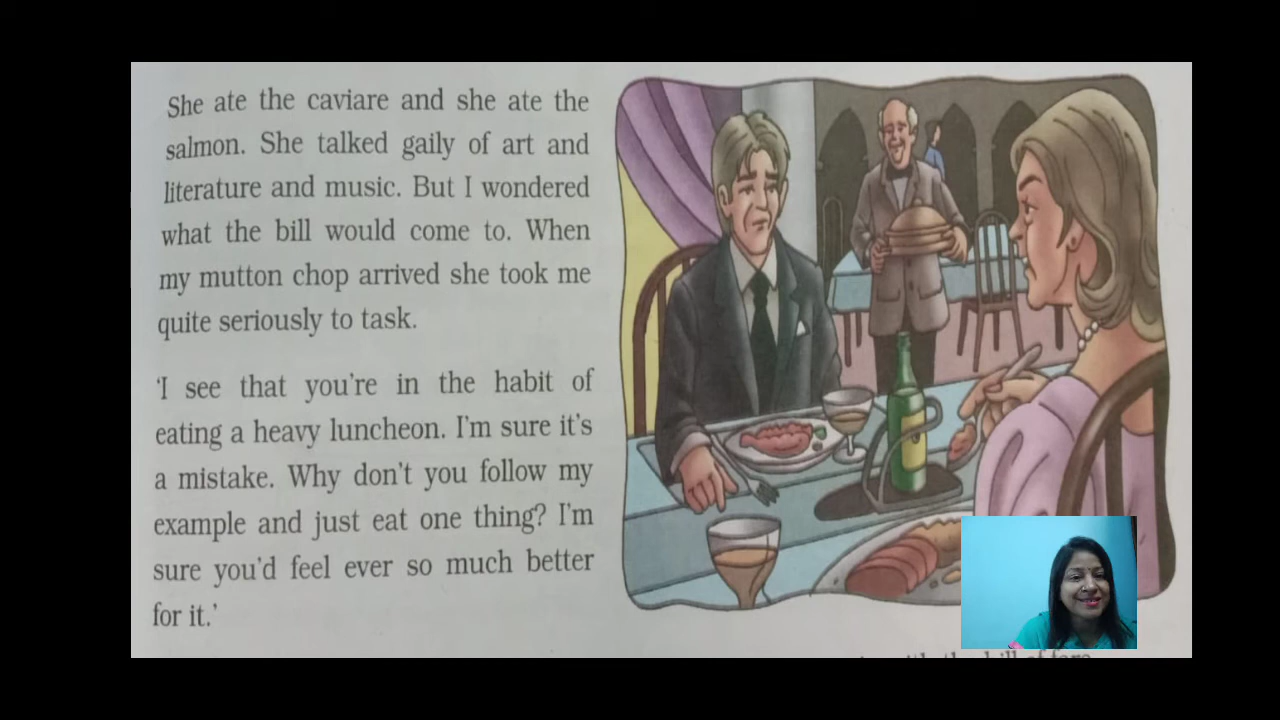 She ate the caviare and she ate the
salmon. She talked gaily of art and
literature and music. But I wondered
what the bill would come to. When
my mutton chop arrived she took me
quite seriously to task.
‘I see that you’re in the habit of
eating a heavy luncheon. I’m sure it’s
a mistake. Why don’t you follow my
example and just eat one thing? I’m
sure you’d feel ever so much better
for it.’